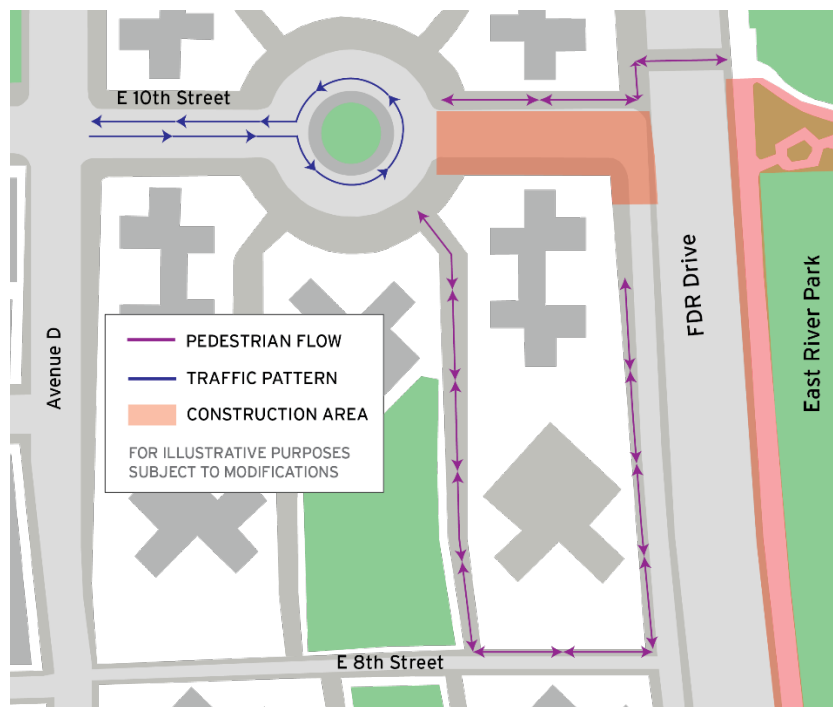 E 10th Street
FDR Drive
East River Park
Avenue D
PEDESTRIAN FLOW
TRAFFIC PATTERN
CONSTRUCTION AREA
FOR ILLUSTRATIVE PURPOSES
SUBJECT TO MODIFICATIONS
E 8th Street